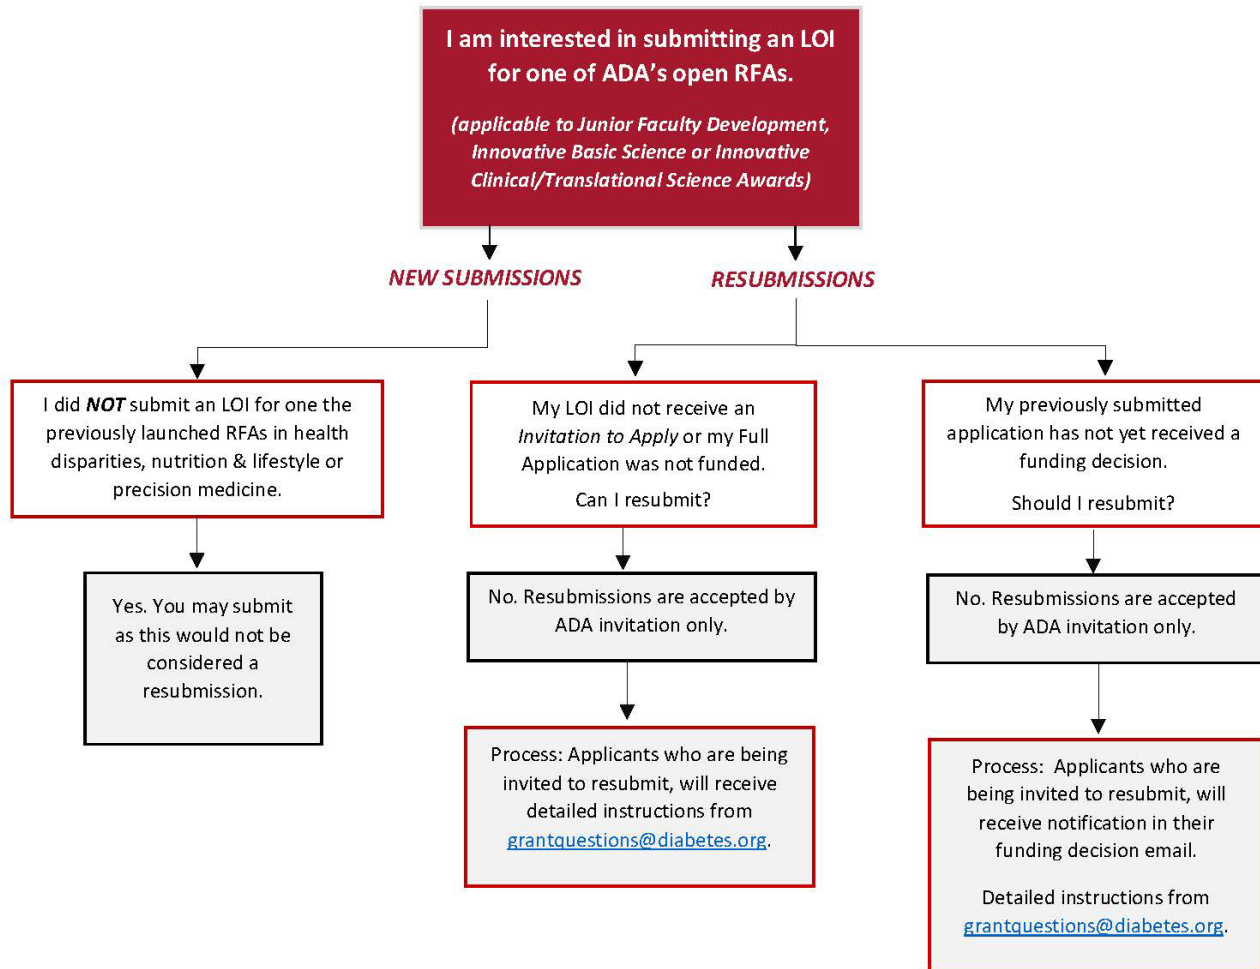 I am interested in submitting an LOI
for one of ADA's open RFAs.
(applicable to Junior Faculty Development,
Innovative Basic Science or Innovative
Clinical/Translational Science Awards)
NEW SUBMISSIONS
RESUBMISSIONS
I did NOT submit an LOI for one the
previously launched RFAs in health
disparities, nutrition & lifestyle or
precision medicine.
Yes. You may submit
as this would not be
considered a
resubmission.
My LOI did not receive an
Invitation to Apply or my Full
Application was not funded.
Can I resubmit?
No. Resubmissions are accepted by
ADA invitation only.
Process: Applicants who are being
invited to resubmit, will receive
detailed instructions from
grantquestions@diabetes.org.
My previously submitted
application has not yet received a
funding decision.
Should I resubmit?
No. Resubmissions are accepted
by ADA invitation only.
Process: Applicants who are
being invited to resubmit, will
receive notification in their
funding decision email.
Detailed instructions from
grantquestions@diabetes.org.